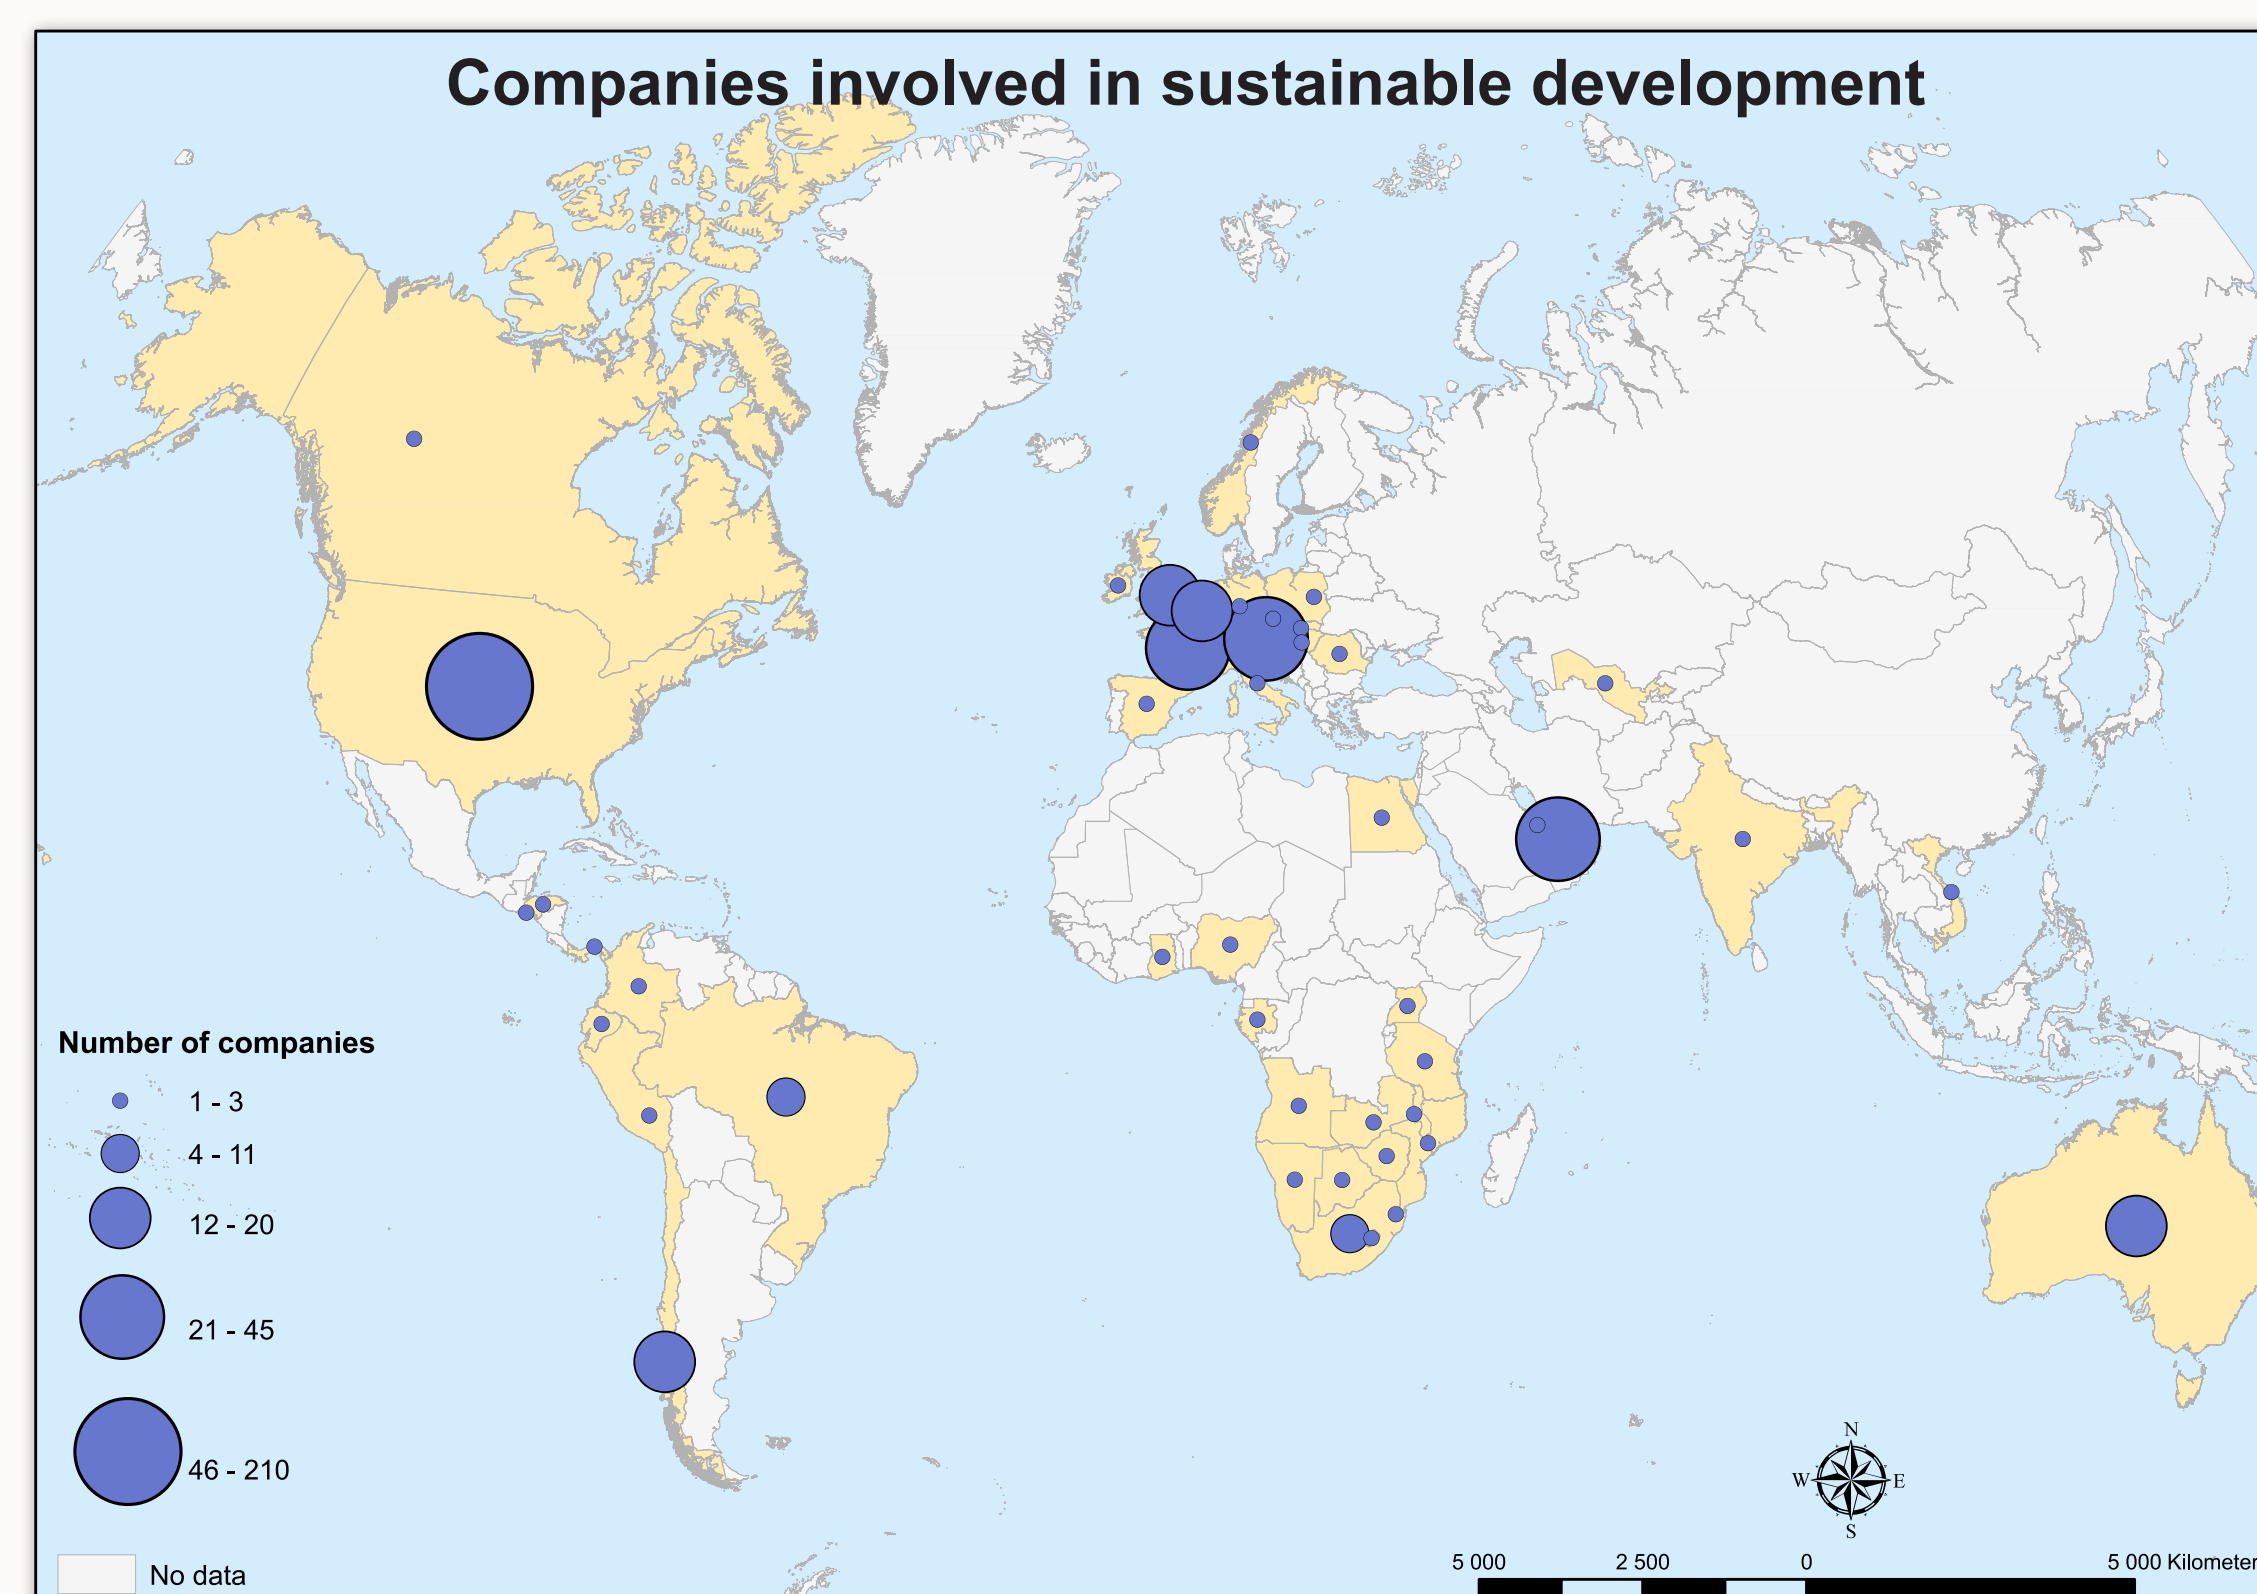 Companies involved in sustainable development
Number of companies
1 - 3
4 - 11
12 - 20
21 - 45
46 - 210
No data
N
W E
S
5 000 2 500 0 5 000 Kilometer